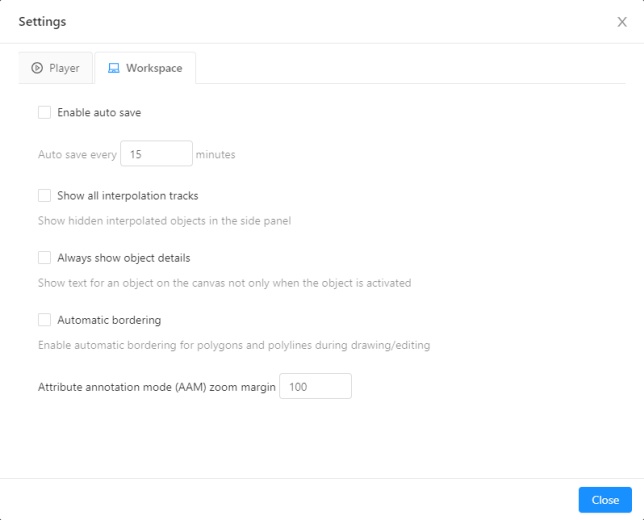 Settings
Player
Workspace
Enable auto save
Auto save every 15 minutes
Show all interpolation tracks
Show hidden interpolated objects in the side panel
Always show object details
Show text for an object on the canvas not only when the object is activated
Automatic bordering
Enable automatic bordering for polygons and polylines during drawing/editing
Attribute annotation mode (AAM) zoom margin 100
Close